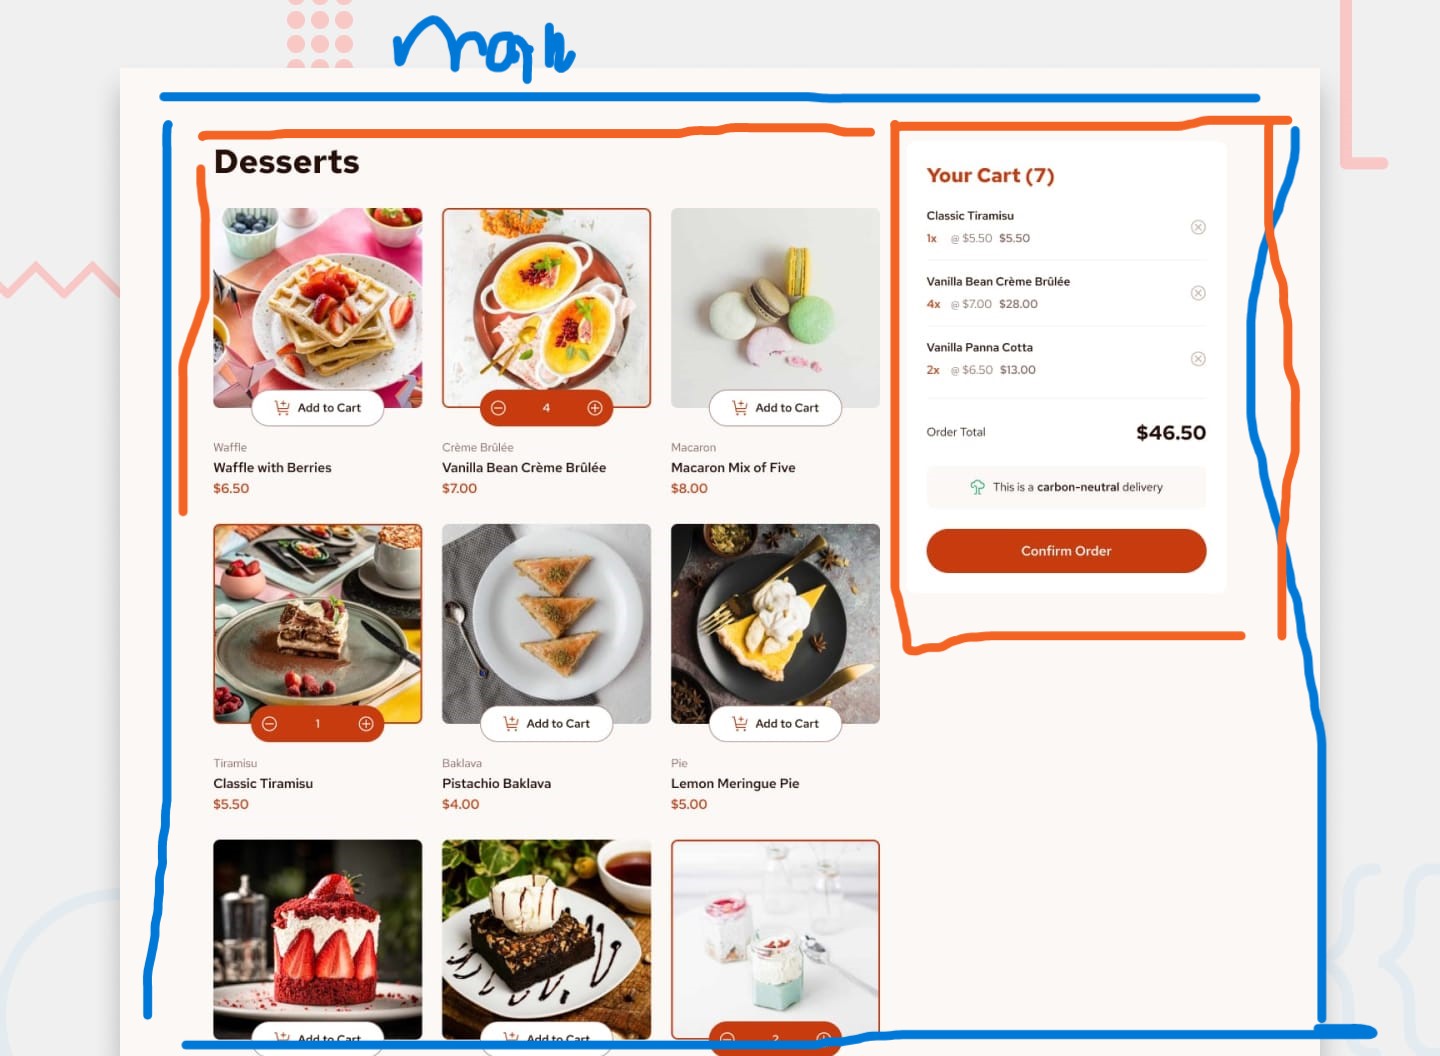 main
Desserts
Add to Cart
4
Add to Cart
Waffle
Waffle with Berries
$6.50
Crème Brûlée
Vanilla Bean Crème Brûlée
$7.00
Macaron
Macaron Mix of Five
$8.00
1
Add to Cart
Add to Cart
Tiramisu
Classic Tiramisu
$5.50
Baklava
Pistachio Baklava
$4.00
Pie
Lemon Meringue Pie
$5.00
Add to Cart
Add to Cart
2
Your Cart (7)
Classic Tiramisu
1x @ $5.50 $5.50
Vanilla Bean Crème Brûlée
4x @ $7.00 $28.00
Vanilla Panna Cotta
2x @ $6.50 $13.00
Order Total $46.50
This is a carbon-neutral delivery
Confirm Order